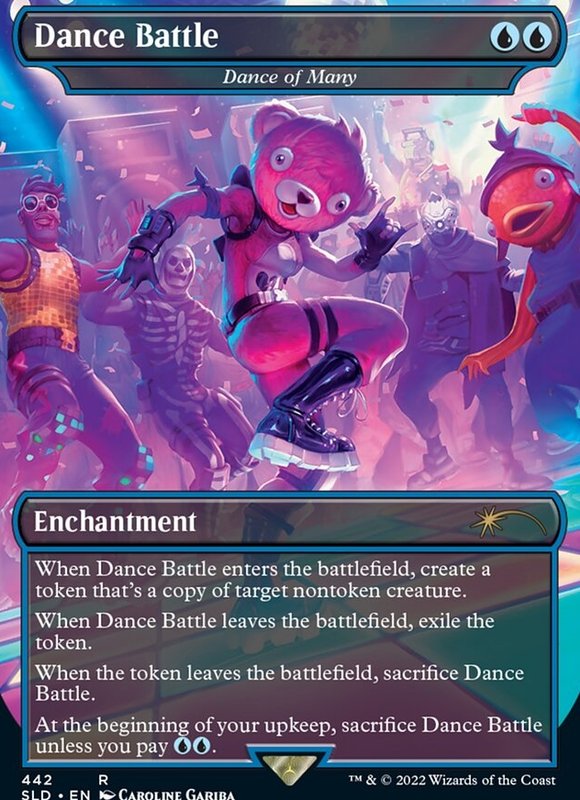 Dance Battle
Dance of Many
Enchantment
When Dance Battle enters the battlefield, create a
token that's a copy of target nontoken creature.
When Dance Battle leaves the battlefield, exile the
token.
When the token leaves the battlefield, sacrifice Dance
Battle.
At the beginning of your upkeep, sacrifice Dance Battle
unless you pay .
442 R
SLD • EN CAROLINE GARIBA
™ & © 2022 Wizards of the Coast